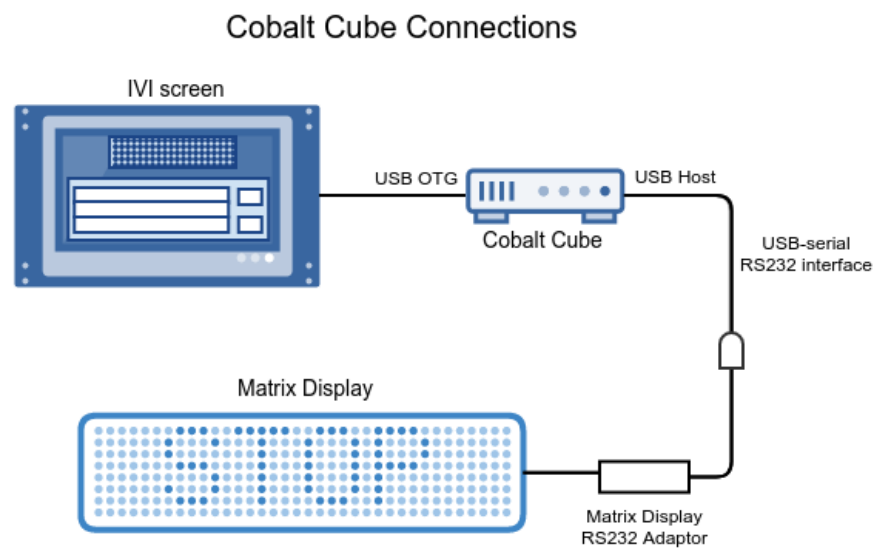 Cobalt Cube Connections
IVI screen
USB OTG
USB Host
Cobalt Cube
USB-serial
RS232 interface
Matrix Display
STOP
Matrix Display
RS232 Adaptor